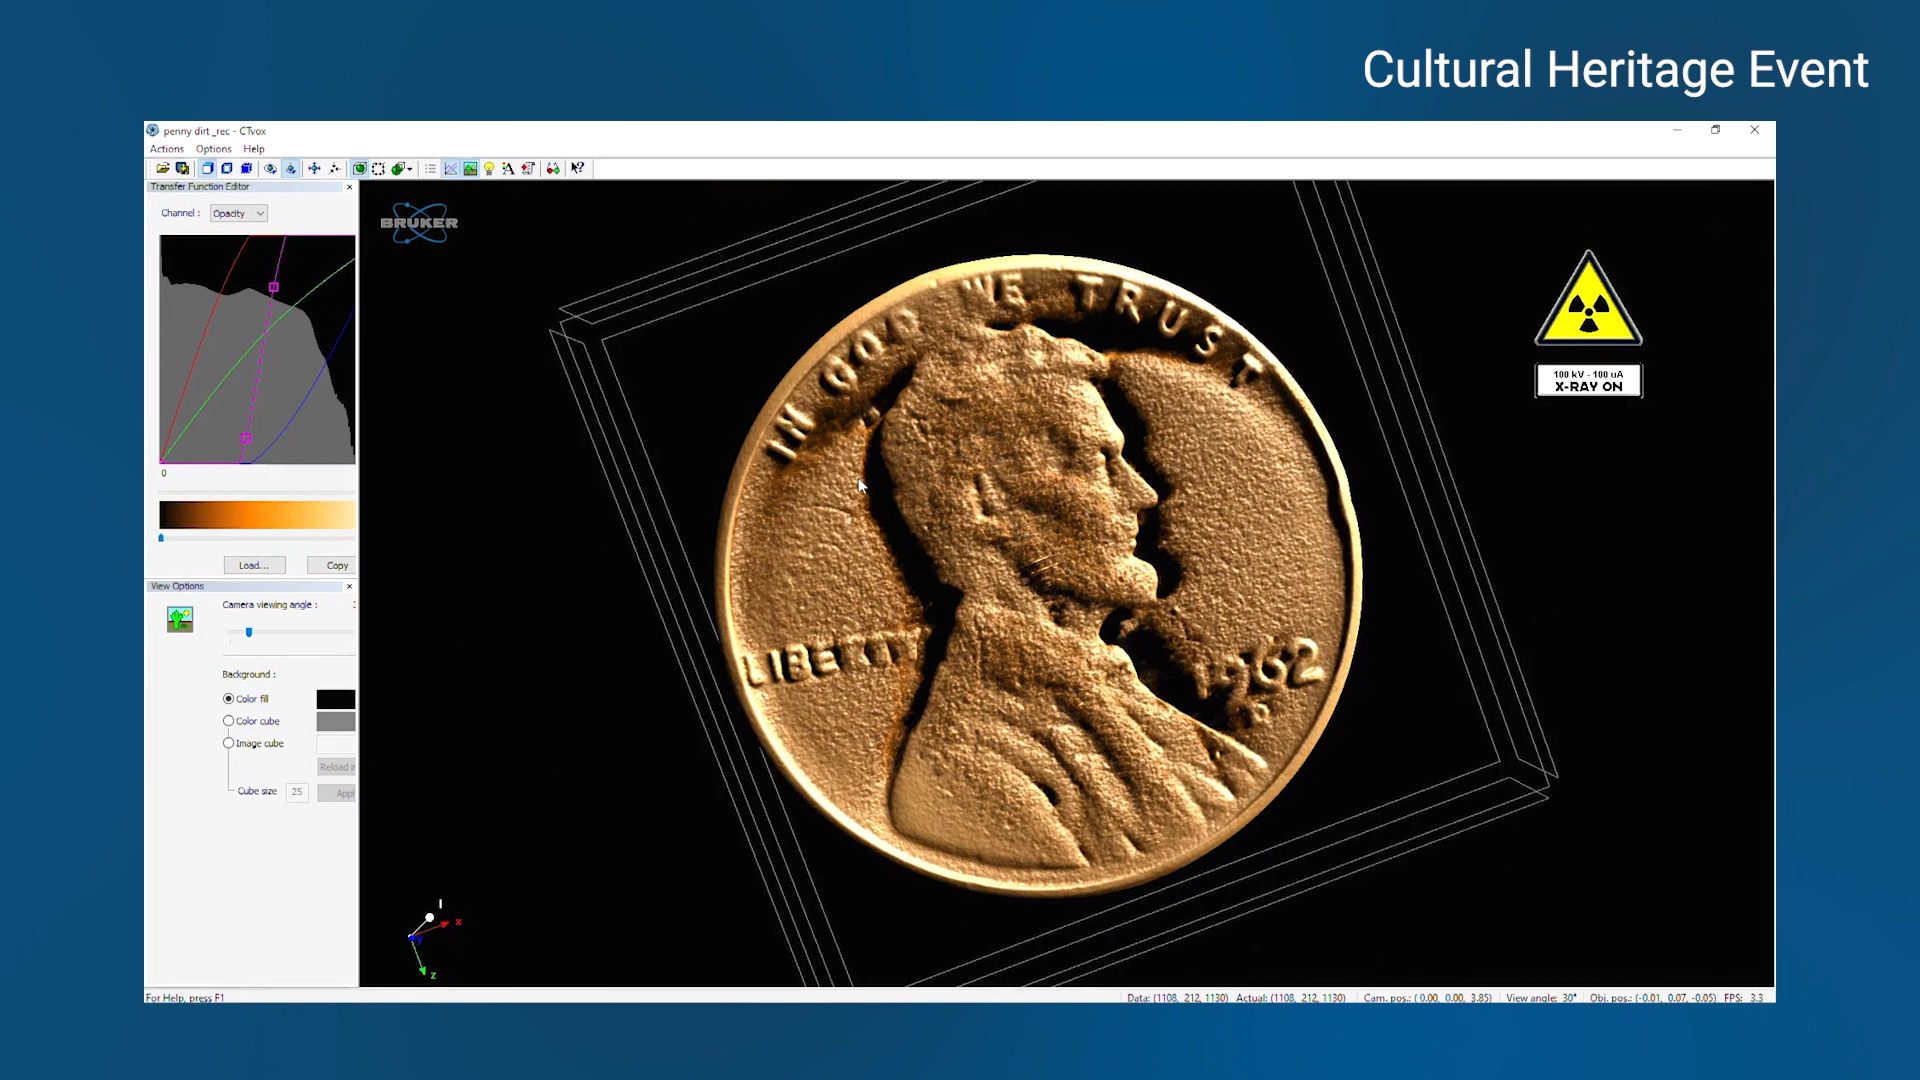 Cultural Heritage Event
penny dirt _rec - CTvox
Actions Options Help
Transfer Function Editor
Channel : Opacity
0
Load... Copy
View Options
Camera viewing angle :
Background :
Color fill
Color cube
Image cube
Reload i
Cube size 25 Appl
BRUKER
IN GOD WE TRUST
LIBERTY
1962
D
100 kV - 100 uA
X-RAY ON
I
x
y
z
For Help, press F1
Data: (1108, 212, 1130) Actual: (1108, 212, 1130) Cam. pos.: ( 0.00, 0.00, 3.85) View angle: 30° Obj. pos.: (-0.01, 0.07, -0.05) FPS: 3.3